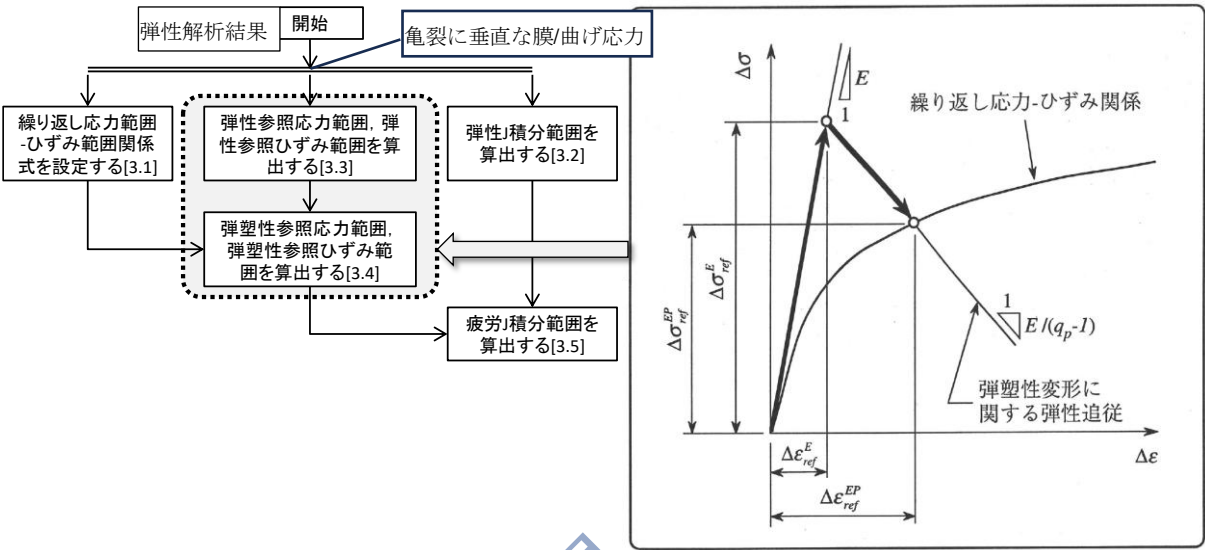 弾性解析結果
開始
亀裂に垂直な膜/曲げ応力
繰り返し応力範囲
-ひずみ範囲関係
式を設定する[3.1]
弾性参照応力範囲，弾
性参照ひずみ範囲を算
出する[3.3]
弾性J積分範囲を
算出する[3.2]
弾塑性参照応力範囲，
弾塑性参照ひずみ範
囲を算出する[3.4]
疲労J積分範囲を
算出する[3.5]
Δσ
E
1
繰り返し応力-ひずみ関係
Δσ^E_ref
Δσ^EP_ref
1
E/(q_p-1)
弾塑性変形に
関する弾性追従
Δε^E_ref
Δε
Δε^EP_ref